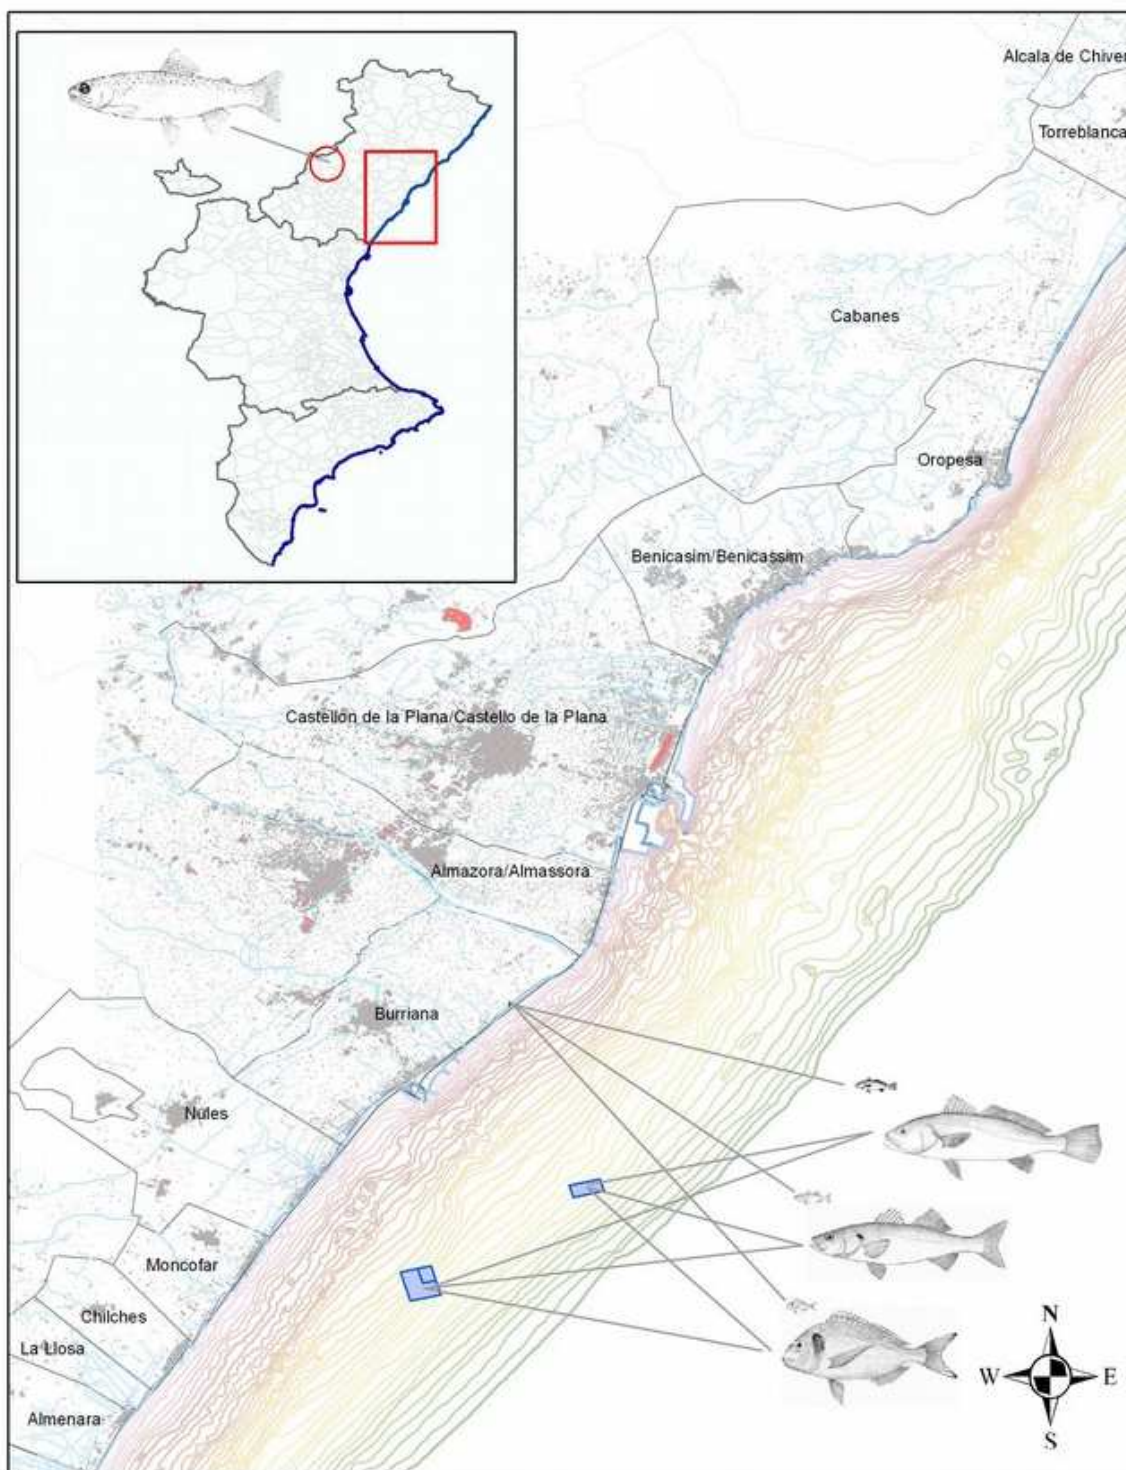 Alcala de Chiver
Torreblanca
Cabanes
Oropesa
Benicasim/Benicassim
Castellon de la Plana/Castello de la Plana
Almazora/Almassora
Burriana
Nules
Moncofar
Chilches
La Llosa
Almenara
N
W E
S